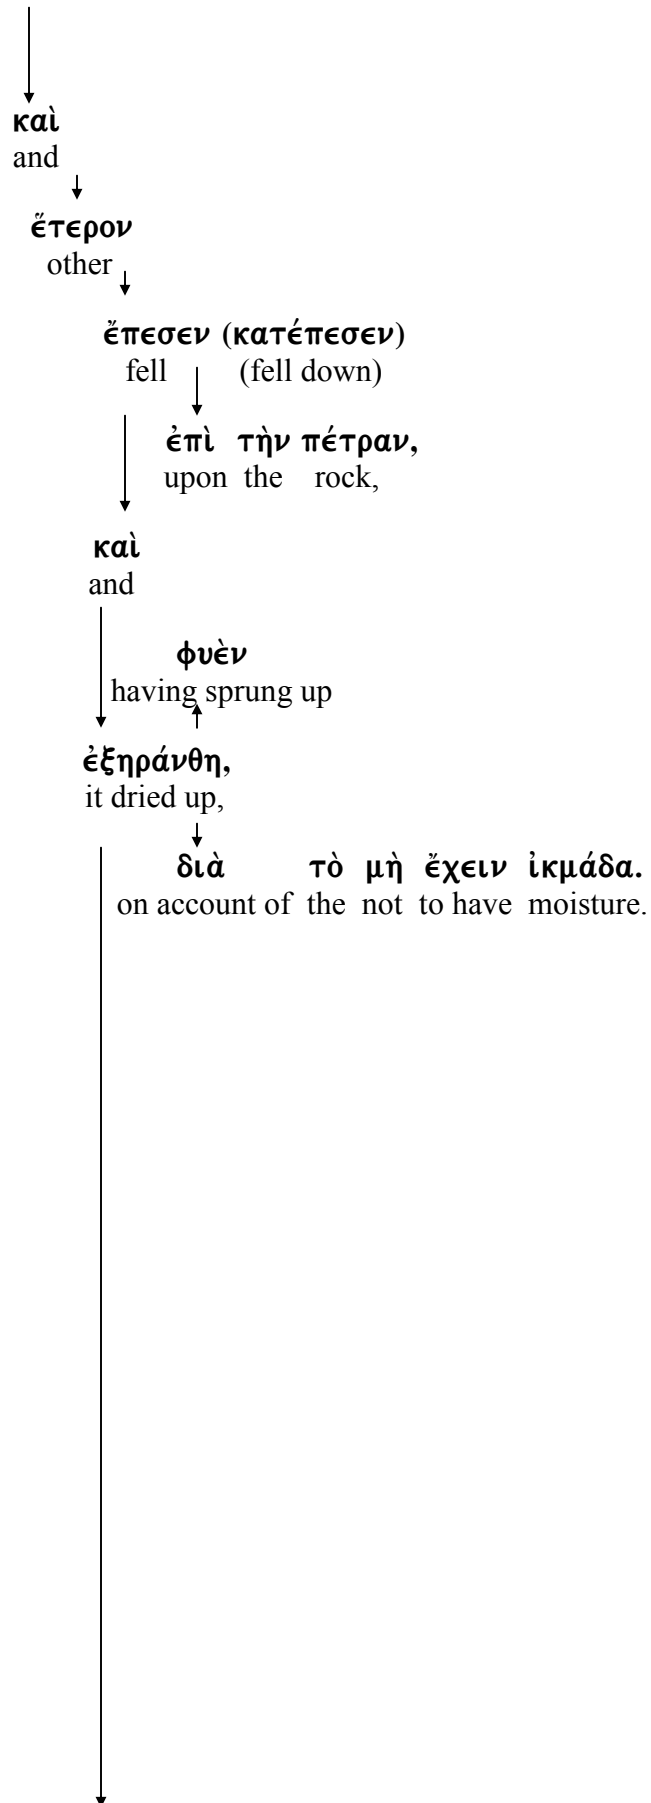 καὶ
and
ἕτερον
other
ἔπεσεν (κατέπεσεν)
fell (fell down)
ἐπὶ τὴν πέτραν,
upon the rock,
καὶ
and
φυὲν
having sprung up
ἐξηράνθη,
it dried up,
διὰ τὸ μὴ ἔχειν ἰκμάδα.
on account of the not to have moisture.